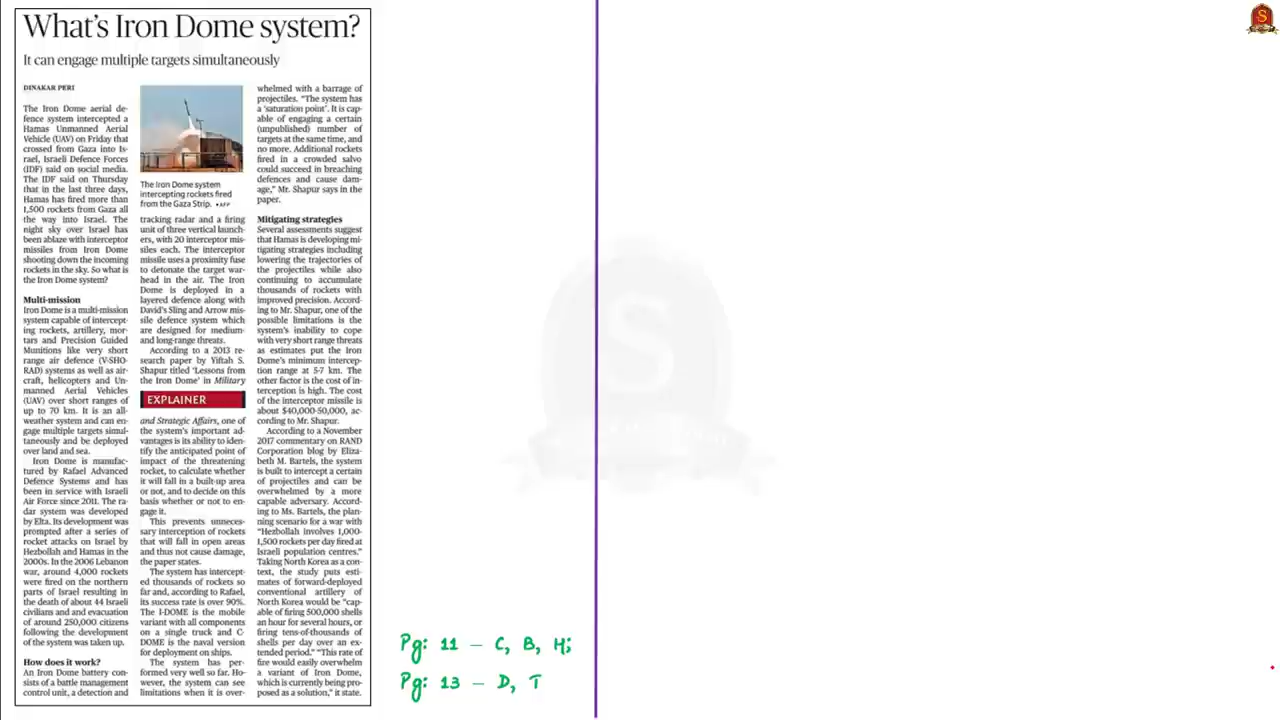 What's Iron Dome system?
It can engage multiple targets simultaneously
DINAKAR PERI
The Iron Dome aerial de-
fence system intercepted a
Hamas Unmanned Aerial
Vehicle (UAV) on Friday that
crossed from Gaza into Is-
rael, Israeli Defence Forces
(IDF) said on social media.
The IDF said on Thursday
that in the last three days,
Hamas has fired more than
1,500 rockets from Gaza all
the way into Israel. The
night sky over Israel has
been ablaze with interceptor
missiles from Iron Dome
shooting down the incoming
rockets in the sky. So what is
the Iron Dome system?
Multi-mission
Iron Dome is a multi-mission
system capable of intercept-
ing rockets, artillery, mor-
tars and Precision Guided
Munitions like very short
range air defence (V-SHO-
RAD) systems as well as air-
craft, helicopters and Un-
manned Aerial Vehicles
(UAV) over short ranges of
up to 70 km. It is an all-
weather system and can en-
gage multiple targets simul-
taneously and be deployed
over land and sea.
Iron Dome is manufac-
tured by Rafael Advanced
Defence Systems and has
been in service with Israeli
Air Force since 2011. The ra-
dar system was developed
by Elta. Its development was
prompted after a series of
rocket attacks on Israel by
Hezbollah and Hamas in the
2000s. In the 2006 Lebanon
war, around 4,000 rockets
were fired on the northern
parts of Israel resulting in
the death of about 44 Israeli
civilians and and evacuation
of around 250,000 citizens
following the development
of the system was taken up.
How does it work?
An Iron Dome battery con-
sists of a battle management
control unit, a detection and
The Iron Dome system
intercepting rockets fired
from the Gaza Strip. •AFP
tracking radar and a firing
unit of three vertical launch-
ers, with 20 interceptor mis-
siles each. The interceptor
missile uses a proximity fuse
to detonate the target war-
head in the air. The Iron
Dome is deployed in a
layered defence along with
David's Sling and Arrow mis-
sile defence system which
are designed for medium-
and long-range threats.
According to a 2013 re-
search paper by Yiftah S.
Shapur titled 'Lessons from
the Iron Dome' in Military
EXPLAINER
and Strategic Affairs, one of
the system's important ad-
vantages is its ability to iden-
tify the anticipated point of
impact of the threatening
rocket, to calculate whether
it will fall in a built-up area
or not, and to decide on this
basis whether or not to en-
gage it.
This prevents unneces-
sary interception of rockets
that will fall in open areas
and thus not cause damage,
the paper states.
The system has intercept-
ed thousands of rockets so
far and, according to Rafael,
its success rate is over 90%.
The I-DOME is the mobile
variant with all components
on a single truck and C-
DOME is the naval version
for deployment on ships.
The system has per-
formed very well so far. Ho-
wever, the system can see
limitations when it is over-
whelmed with a barrage of
projectiles. "The system has
a 'saturation point'. It is cap-
able of engaging a certain
(unpublished) number of
targets at the same time, and
no more. Additional rockets
fired in a crowded salvo
could succeed in breaching
defences and cause dam-
age," Mr. Shapur says in the
paper.
Mitigating strategies
Several assessments suggest
that Hamas is developing mi-
tigating strategies including
lowering the trajectories of
the projectiles while also
continuing to accumulate
thousands of rockets with
improved precision. Accord-
ing to Mr. Shapur, one of the
possible limitations is the
system's inability to cope
with very short range threats
as estimates put the Iron
Dome's minimum intercep-
tion range at 5-7 km. The
other factor is the cost of in-
terception is high. The cost
of the interceptor missile is
about $40,000-50,000, ac-
cording to Mr. Shapur.
According to a November
2017 commentary on RAND
Corporation blog by Eliza-
beth M. Bartels, the system
is built to intercept a certain
of projectiles and can be
overwhelmed by a more
capable adversary. Accord-
ing to Ms. Bartels, the plan-
ning scenario for a war with
"Hezbollah involves 1,000-
1,500 rockets per day fired at
Israeli population centres."
Taking North Korea as a con-
text, the study puts esti-
mates of forward-deployed
conventional artillery of
North Korea would be "cap-
able of firing 500,000 shells
an hour for several hours, or
firing tens-of-thousands of
shells per day over an ex-
tended period." "This rate of
fire would easily overwhelm
a variant of Iron Dome,
which is currently being pro-
posed as a solution," it state.
Pg: 11 – C, B, H;
Pg: 13 – D, T
S
S